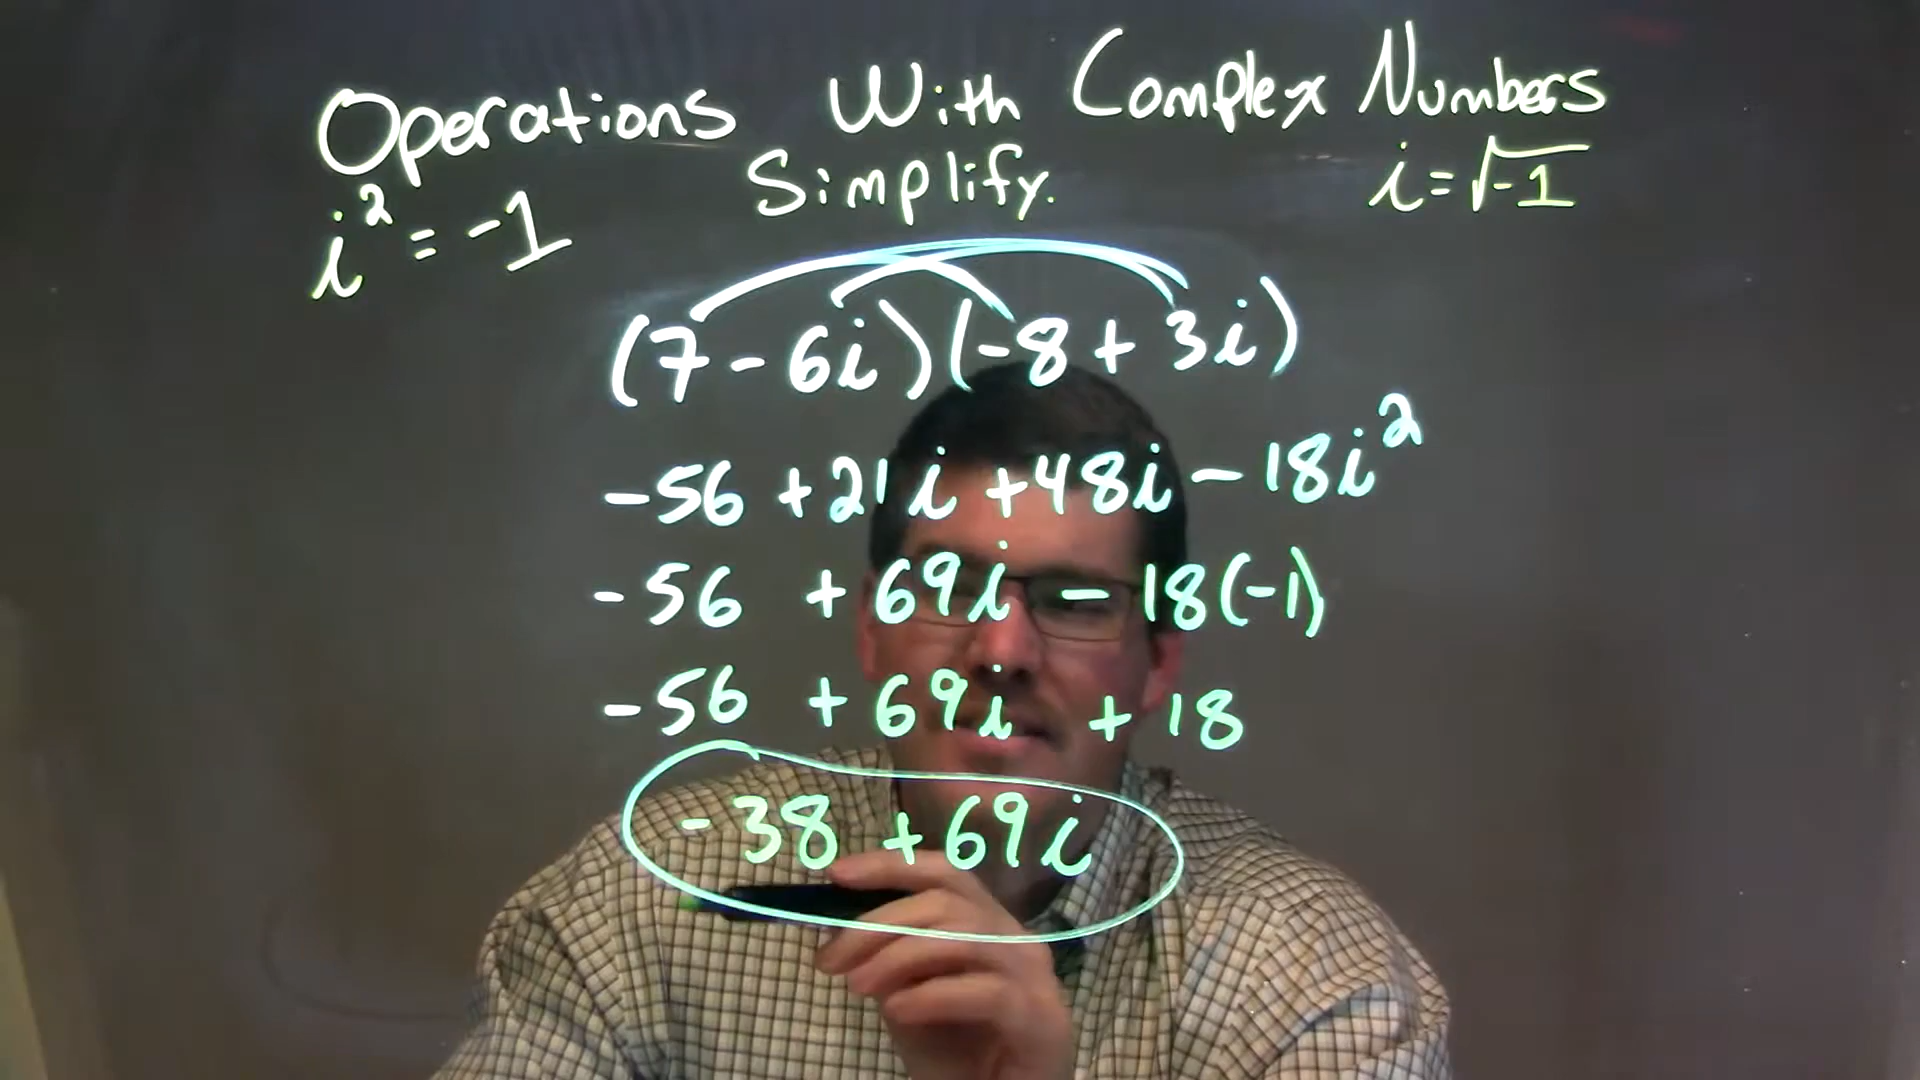 Operations With Complex Numbers
i² = -1 Simplify. i = √-1
(7 - 6i)(-8 + 3i)
-56 + 21i + 48i - 18i²
-56 + 69i - 18(-1)
-56 + 69i + 18
-38 + 69i